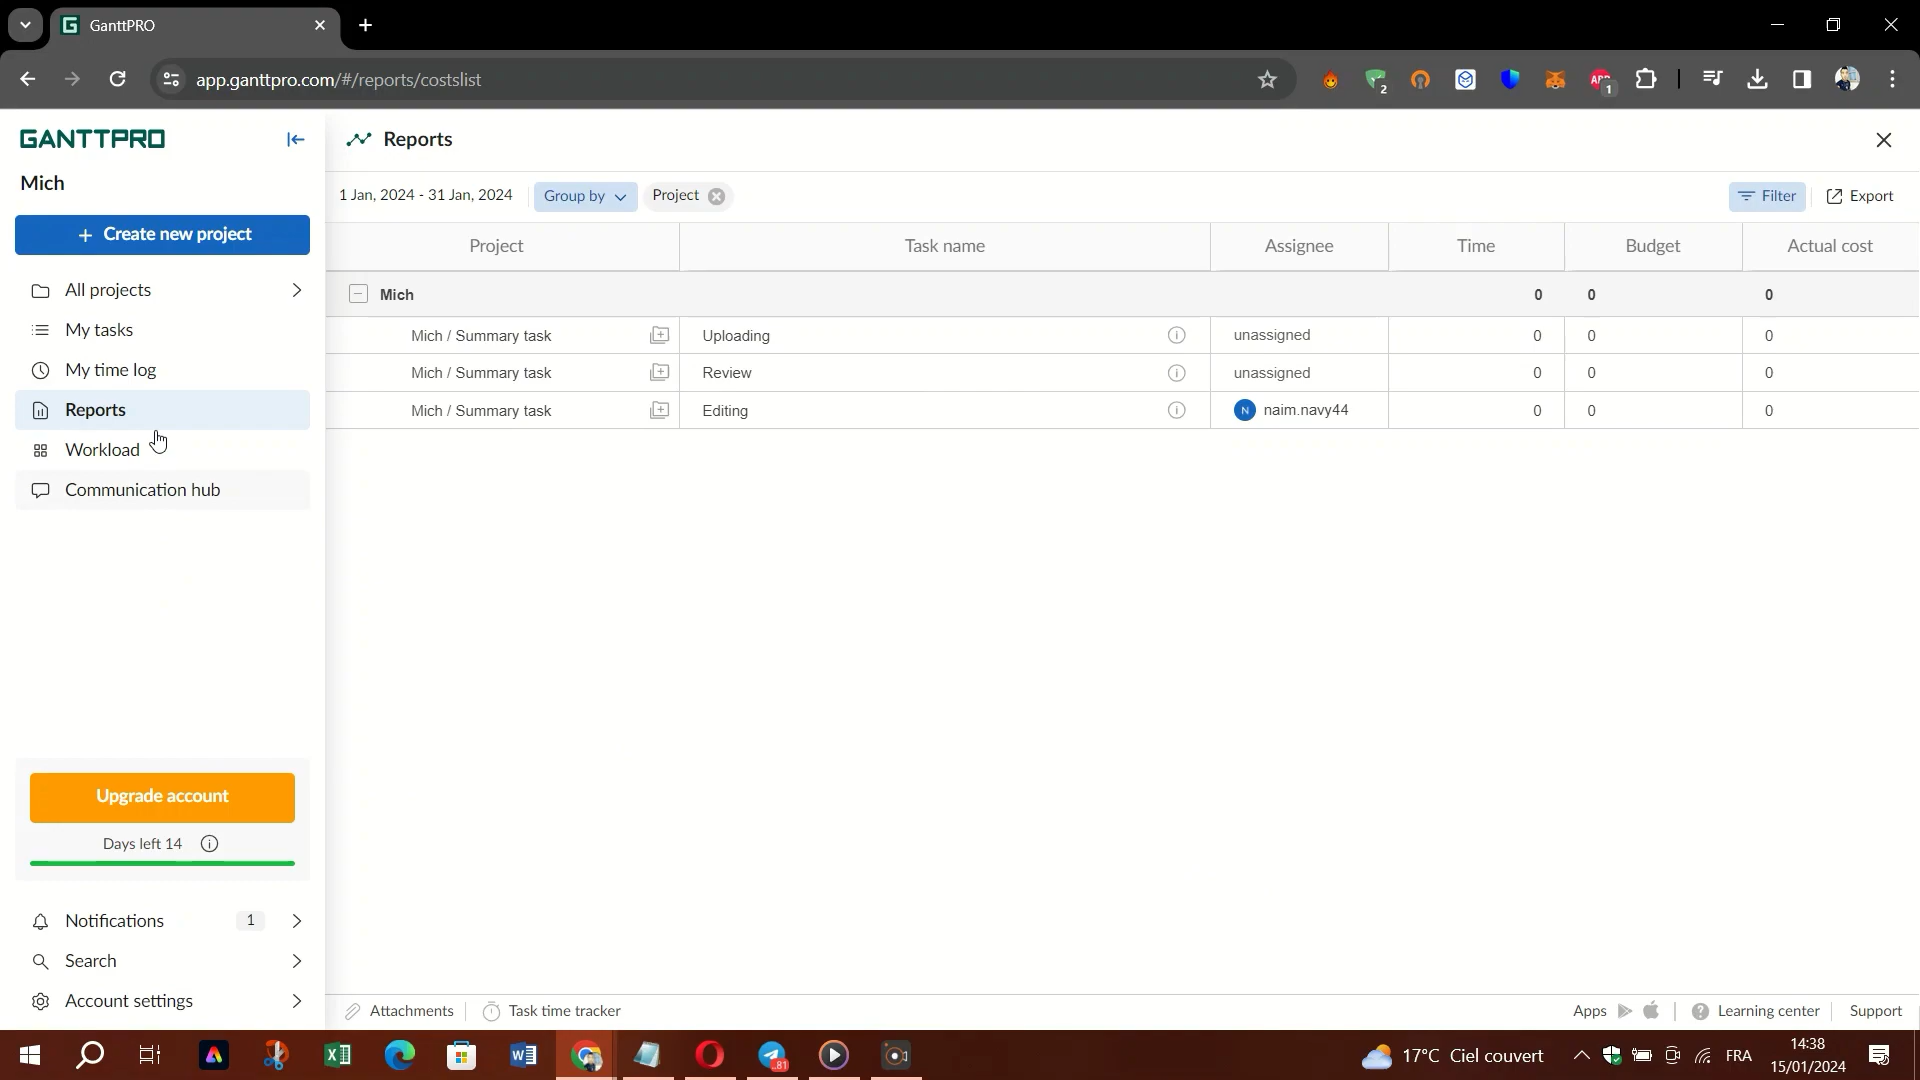 GanttPRO
app.ganttpro.com/#/reports/costslist
2
ABP
1
GANTTPRO
Mich
Create new project
All projects
My tasks
My time log
Reports
Workload
Communication hub
Upgrade account
Days left 14
Notifications 1
Search
Account settings
Reports
1 Jan, 2024 - 31 Jan, 2024 Group by Project
Filter Export
Project Task name Assignee Time Budget Actual cost
Mich 0 0 0
Mich / Summary task Uploading unassigned 0 0 0
Mich / Summary task Review unassigned 0 0 0
Mich / Summary task Editing N naim.navy44 0 0 0
Attachments Task time tracker
Apps Learning center Support
81
17°C Ciel couvert
FRA
14:38
15/01/2024